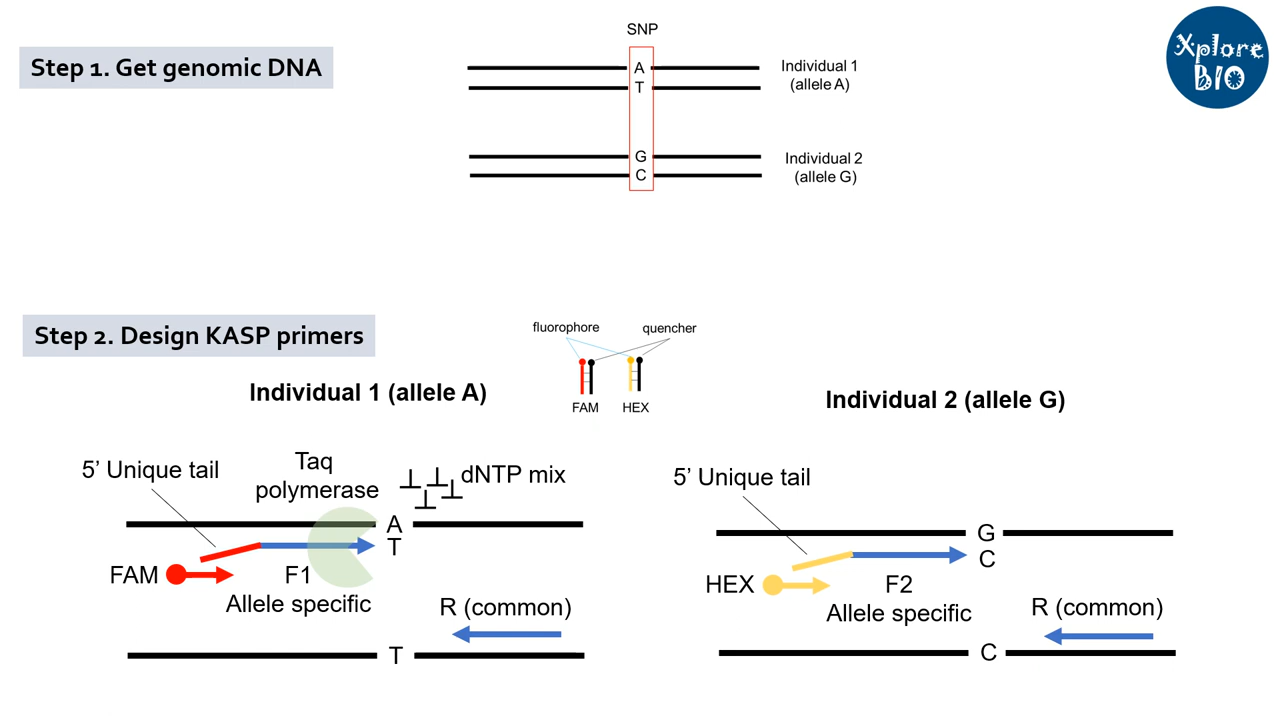 Step 1. Get genomic DNA
SNP
Xplore
BIO
A
T
Individual 1
(allele A)
G
C
Individual 2
(allele G)
Step 2. Design KASP primers
fluorophore
quencher
FAM
HEX
Individual 1 (allele A)
Individual 2 (allele G)
5’ Unique tail
Taq
polymerase
dNTP mix
A
T
FAM
F1
Allele specific
R (common)
T
5’ Unique tail
G
C
HEX
F2
Allele specific
R (common)
C